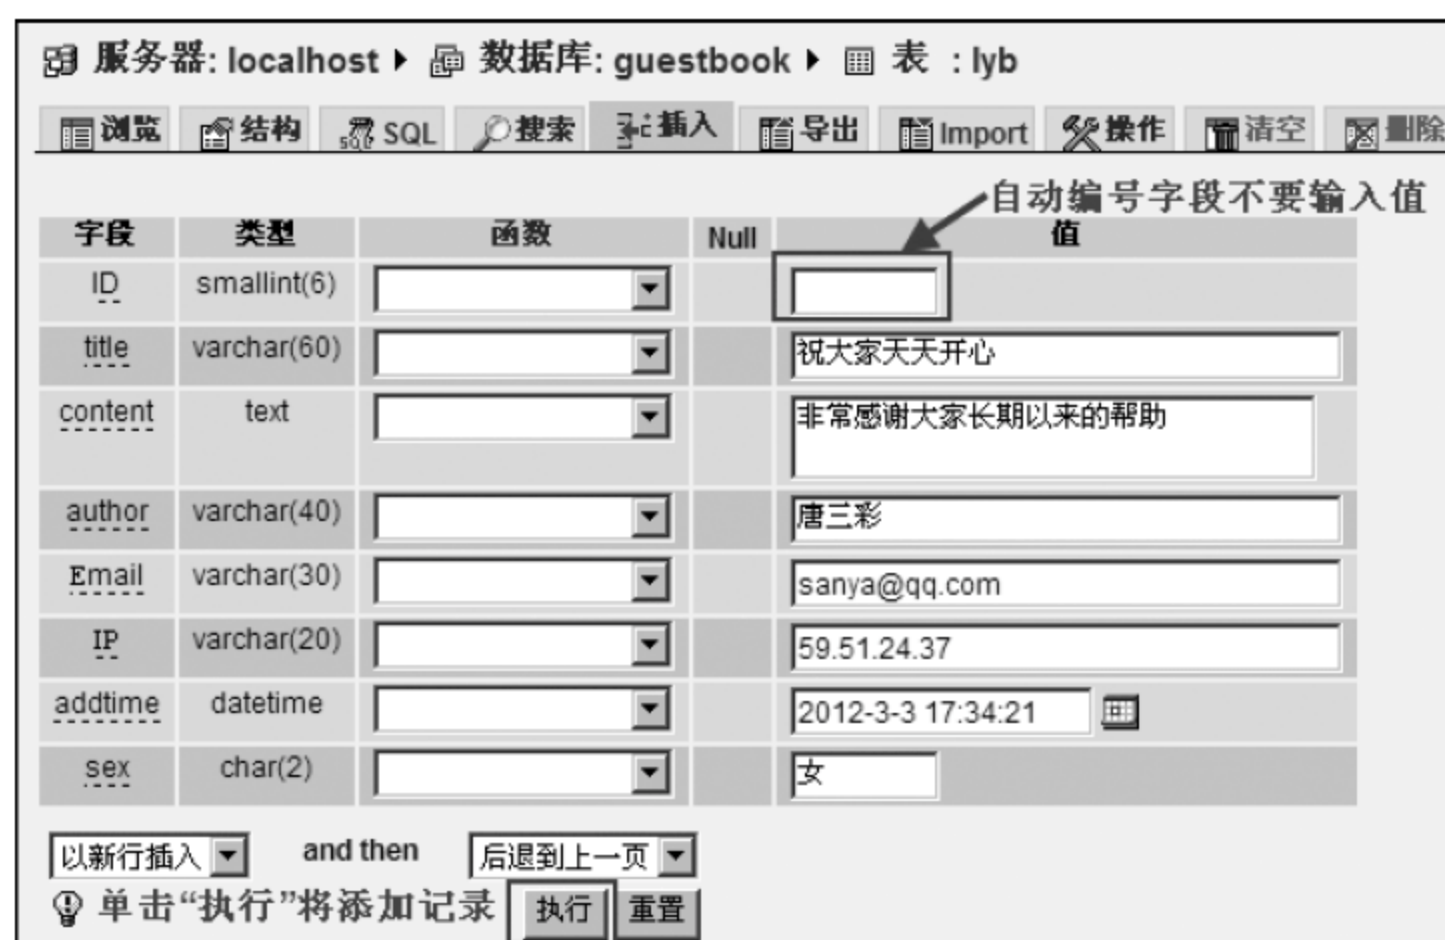 服务器: localhost ▸ 数据库: guestbook ▸ 表 : lyb
浏览 结构 SQL 搜索 插入 导出 Import 操作 清空 删除
自动编号字段不要输入值
字段 类型 函数 Null 值
ID smallint(6)
title varchar(60) 祝大家天天开心
content text 非常感谢大家长期以来的帮助
author varchar(40) 唐三彩
Email varchar(30) sanya@qq.com
IP varchar(20) 59.51.24.37
addtime datetime 2012-3-3 17:34:21
sex char(2) 女
以新行插入 and then 后退到上一页
单击“执行”将添加记录 执行 重置